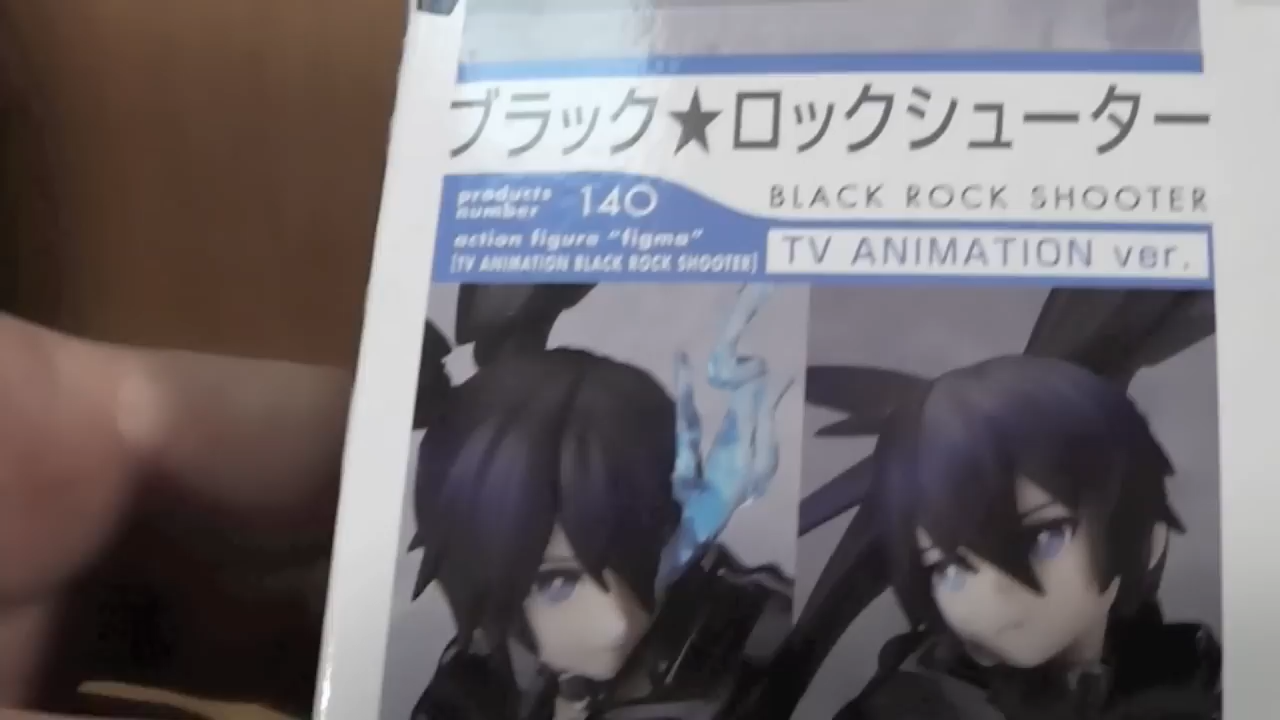 ブラック★ロックシューター
BLACK ROCK SHOOTER
products number 140
TV ANIMATION ver.
action figure "figma"
[TV ANIMATION BLACK ROCK SHOOTER]